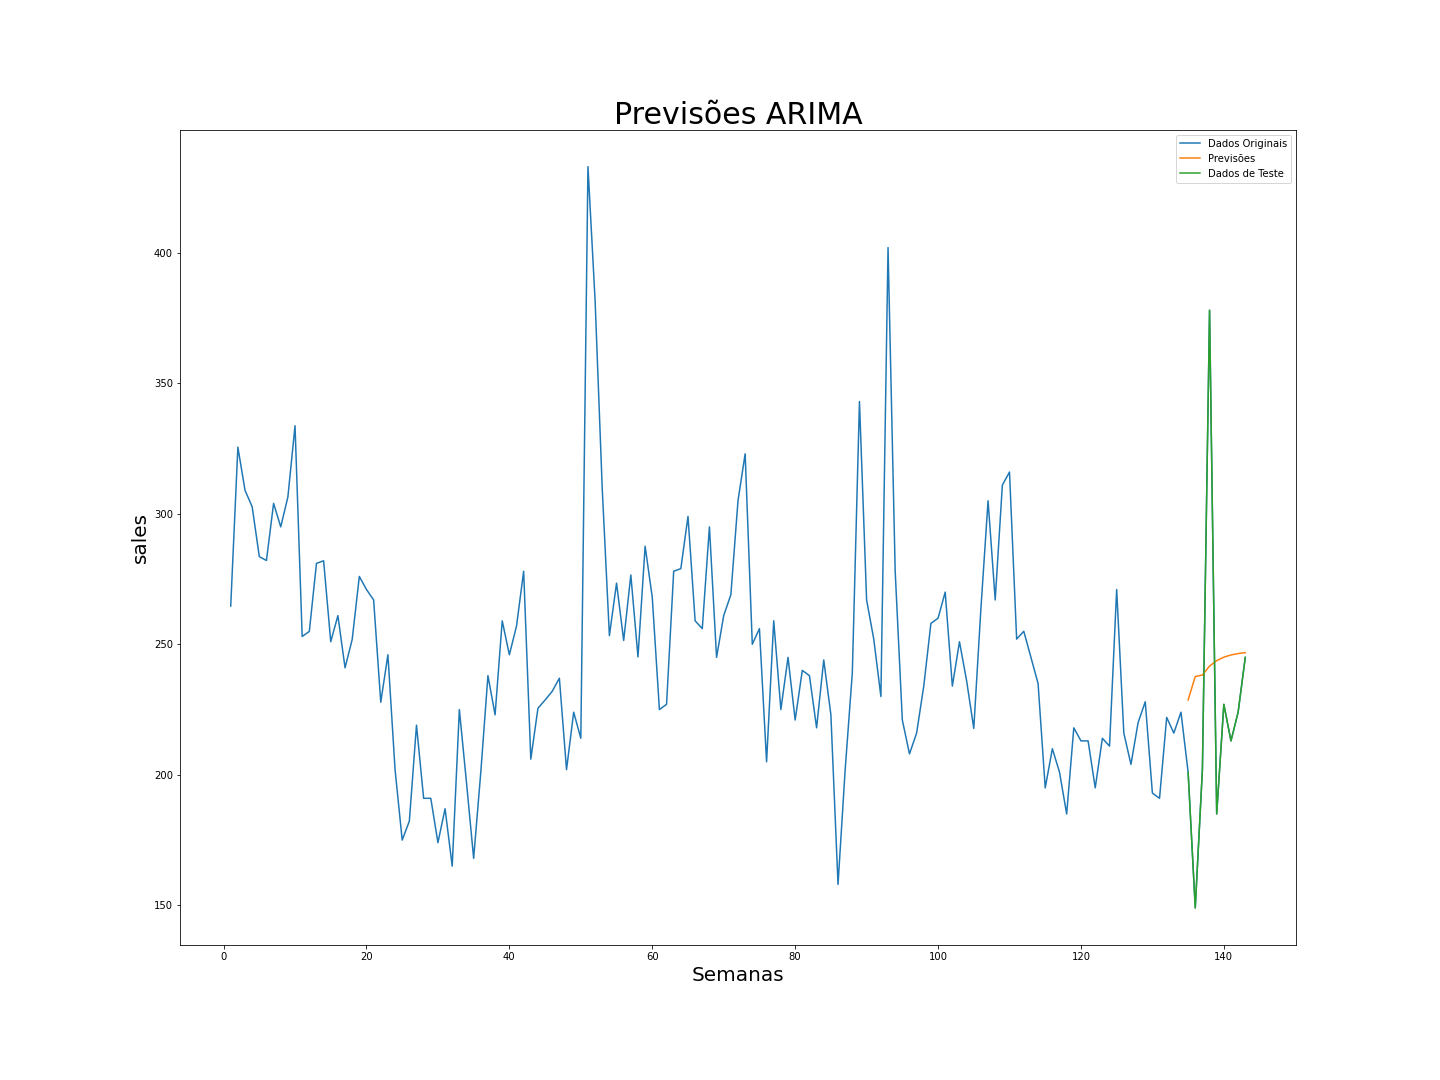 Previsões ARIMA
Dados Originais
Previsões
Dados de Teste
sales
400
350
300
250
200
150
0 20 40 60 80 100 120 140
Semanas